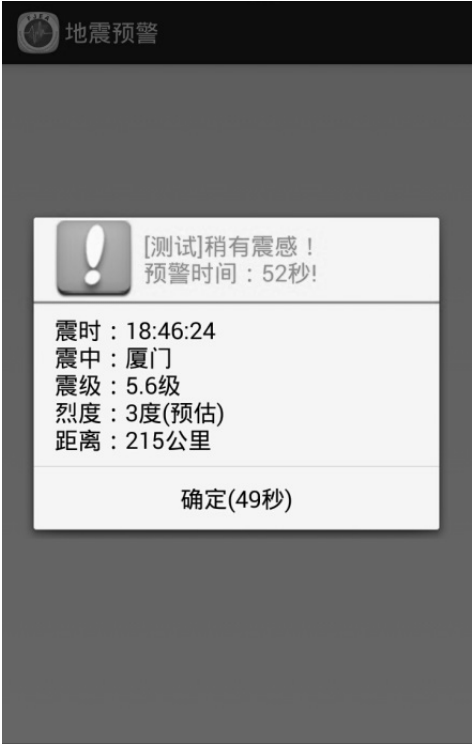 地震预警
[测试]稍有震感！
预警时间：52秒!
震时：18:46:24
震中：厦门
震级：5.6级
烈度：3度(预估)
距离：215公里
确定(49秒)